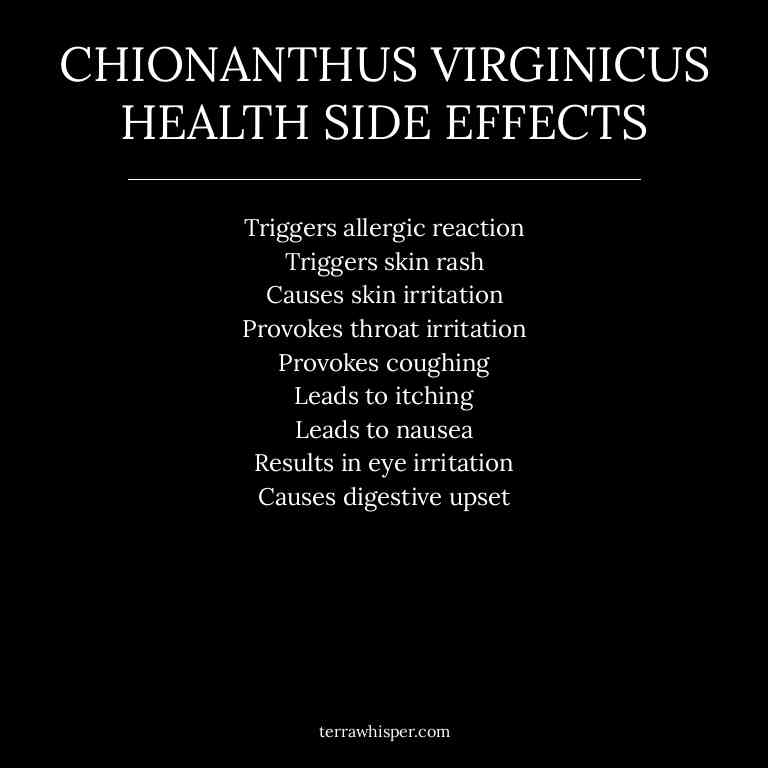 CHIONANTHUS VIRGINICUS
HEALTH SIDE EFFECTS
Triggers allergic reaction
Triggers skin rash
Causes skin irritation
Provokes throat irritation
Provokes coughing
Leads to itching
Leads to nausea
Results in eye irritation
Causes digestive upset
terrawhisper.com